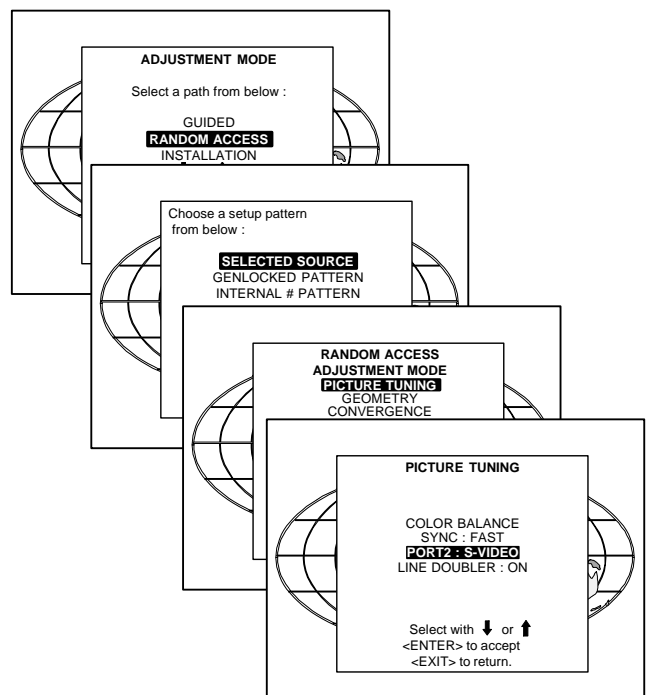 ADJUSTMENT MODE
Select a path from below :
GUIDED
RANDOM ACCESS
INSTALLATION
Choose a setup pattern
from below :
SELECTED SOURCE
GENLOCKED PATTERN
INTERNAL # PATTERN
RANDOM ACCESS
ADJUSTMENT MODE
PICTURE TUNING
GEOMETRY
CONVERGENCE
PICTURE TUNING
COLOR BALANCE
SYNC : FAST
PORT2 : S-VIDEO
LINE DOUBLER : ON
Select with ⬇ or ⬆
<ENTER> to accept
<EXIT> to return.